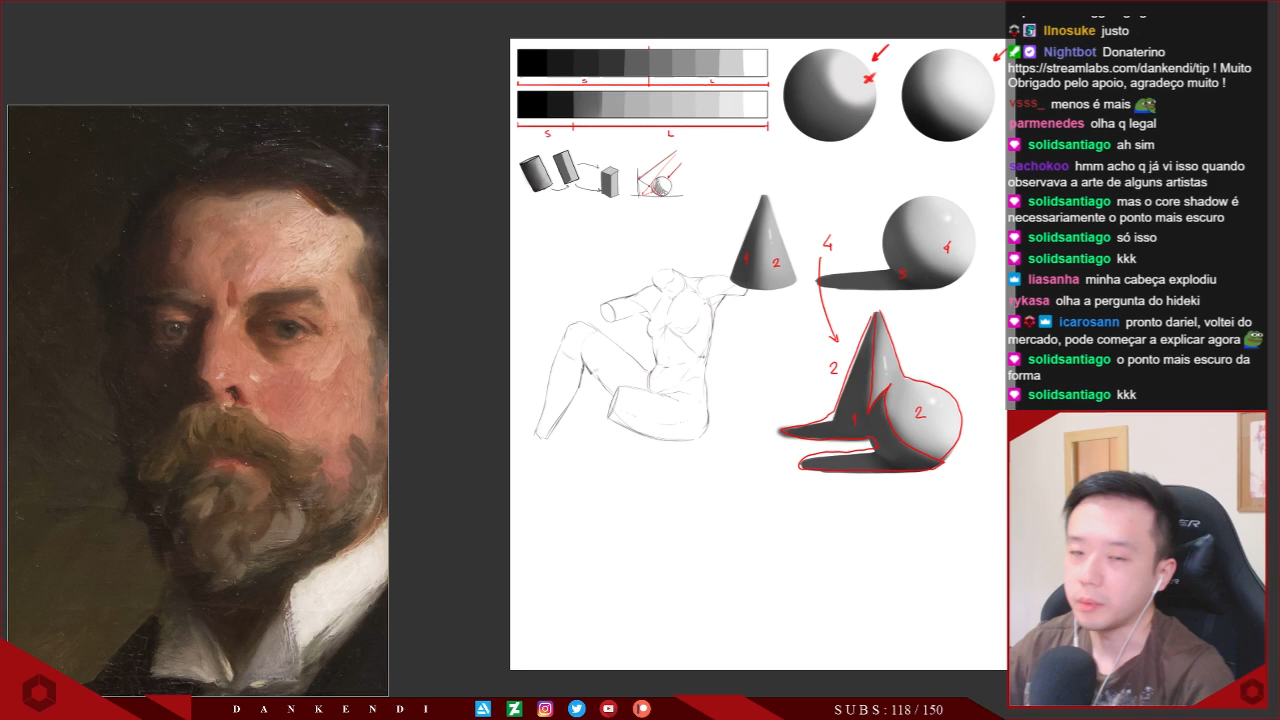 IInosuke justo
Nightbot Donaterino
https://streamlabs.com/dankendi/tip ! Muito
Obrigado pelo apoio, agradeço muito !
vsss_ menos é mais
parmenedes olha q legal
solidsantiago ah sim
sachokoo hmm acho q já vi isso quando
observava a arte de alguns artistas
solidsantiago mas o core shadow é
necessariamente o ponto mais escuro
solidsantiago só isso
solidsantiago kkk
liasanha minha cabeça explodiu
rykasa olha a pergunta do hideki
icarosann pronto dariel, voltei do
mercado, pode começar a explicar agora
solidsantiago o ponto mais escuro da
forma
solidsantiago kkk
S L
S L
1 2
4
3 4
2
1 2
DANKENDI
SUBS: 118 / 150